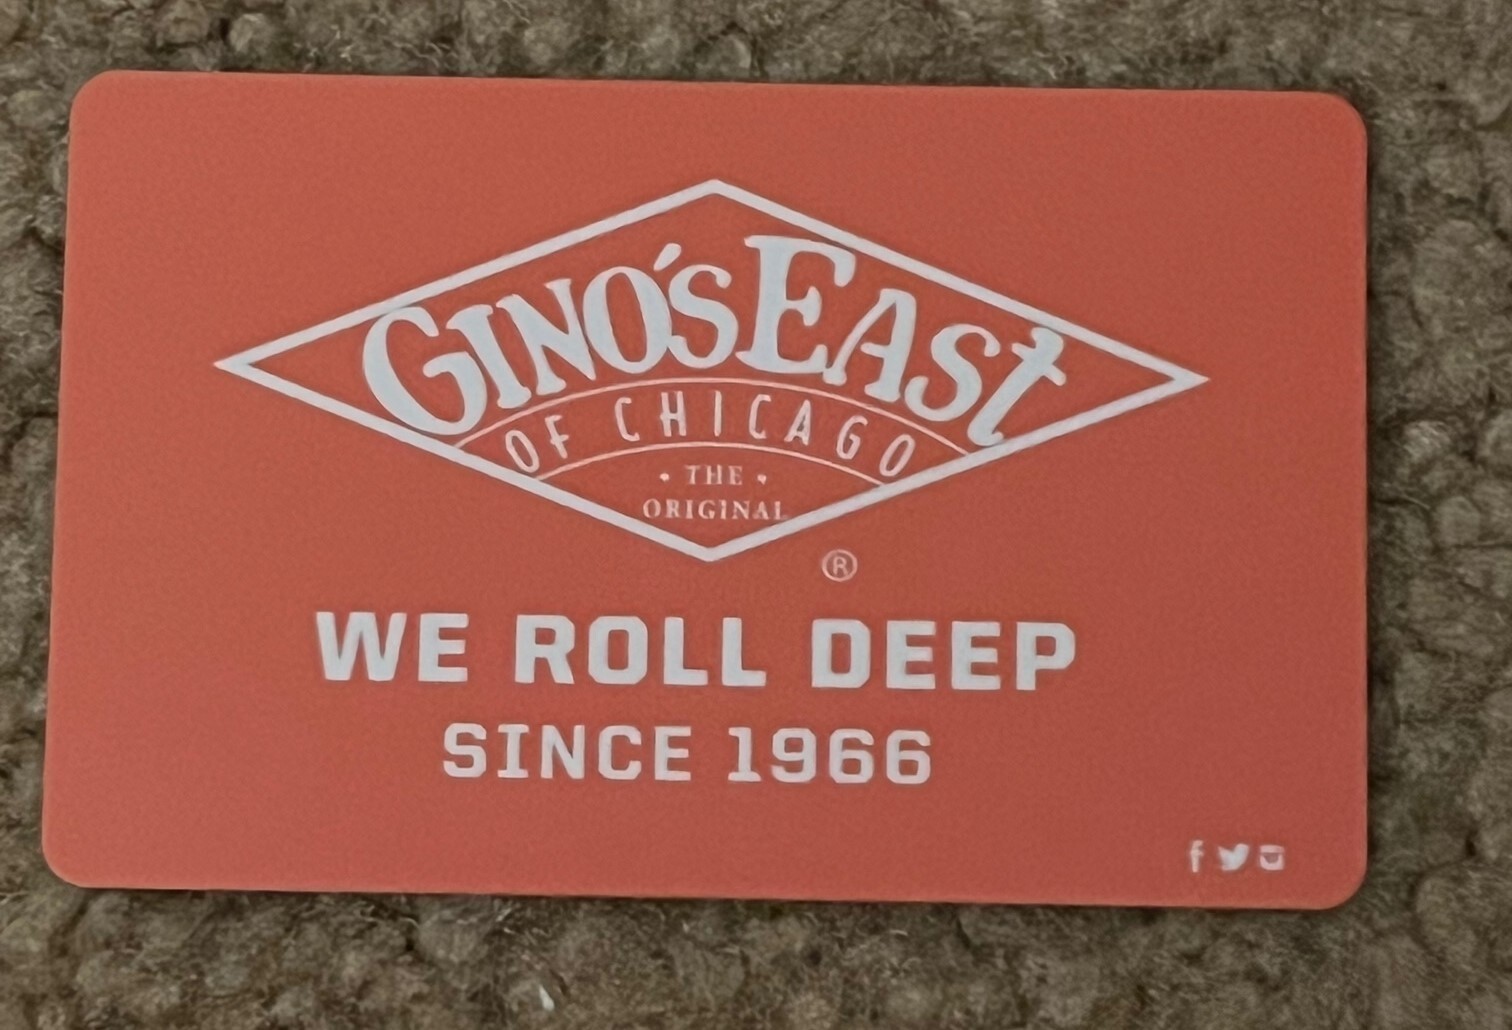 GINO'S EAST
OF CHICAGO
• THE •
ORIGINAL
®
WE ROLL DEEP
SINCE 1966